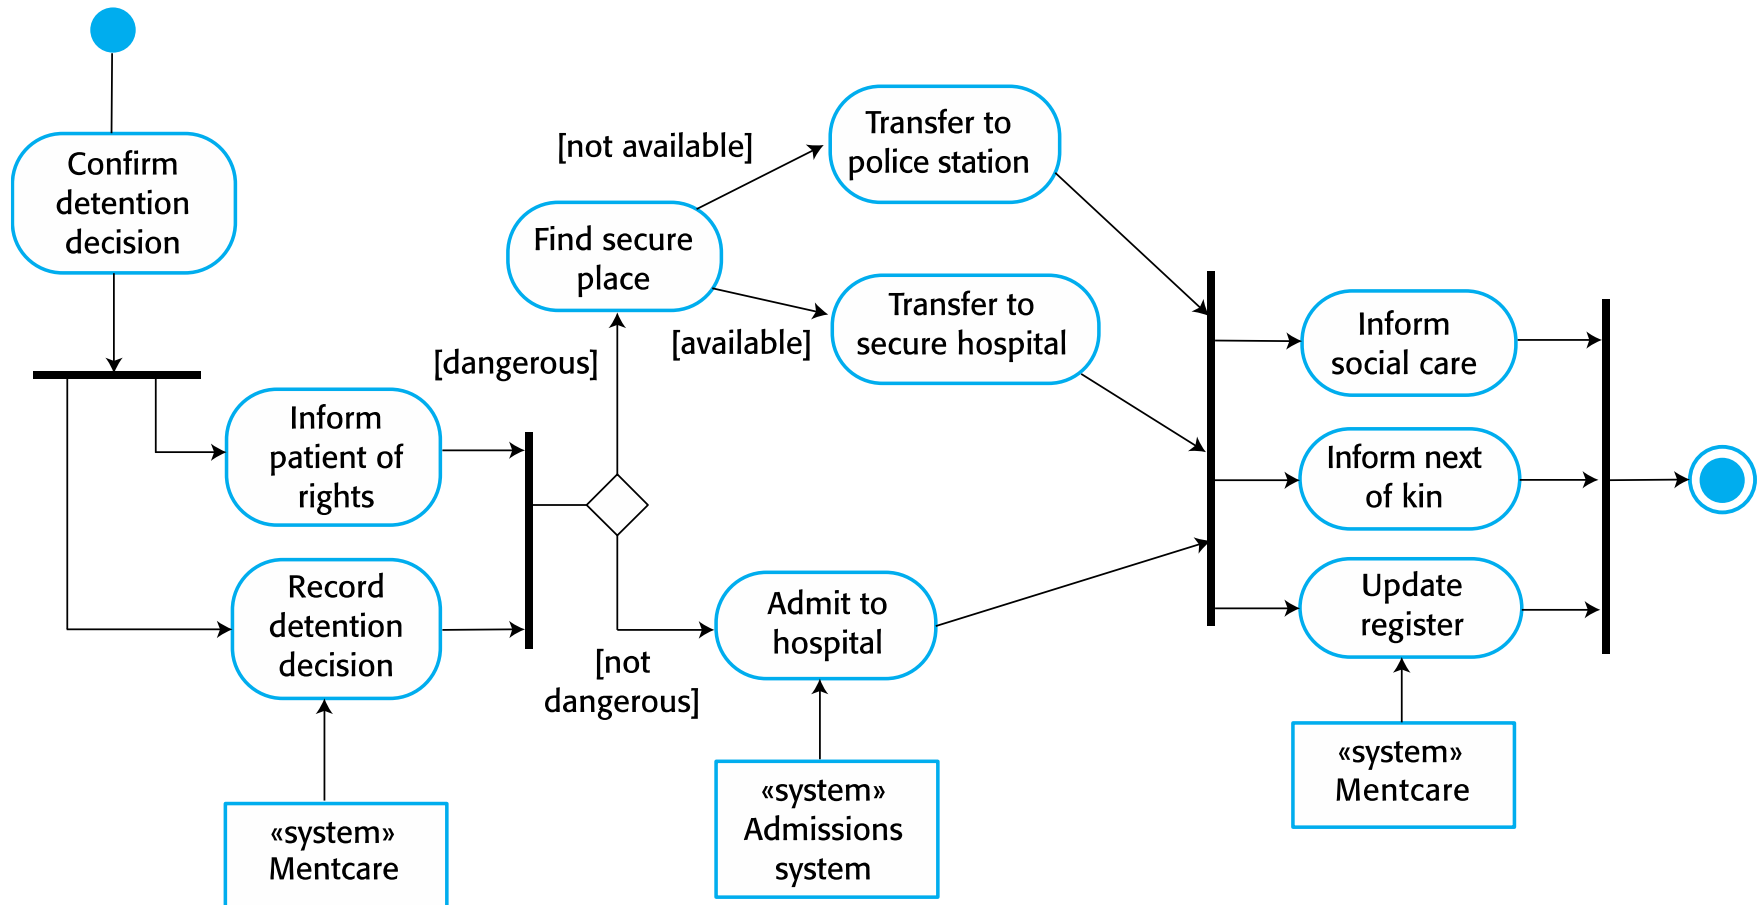 Confirm
detention
decision
Inform
patient of
rights
Record
detention
decision
«system»
Mentcare
[dangerous]
[not
dangerous]
Find secure
place
[not available]
[available]
Transfer to
police station
Transfer to
secure hospital
Admit to
hospital
«system»
Admissions
system
Inform
social care
Inform next
of kin
Update
register
«system»
Mentcare